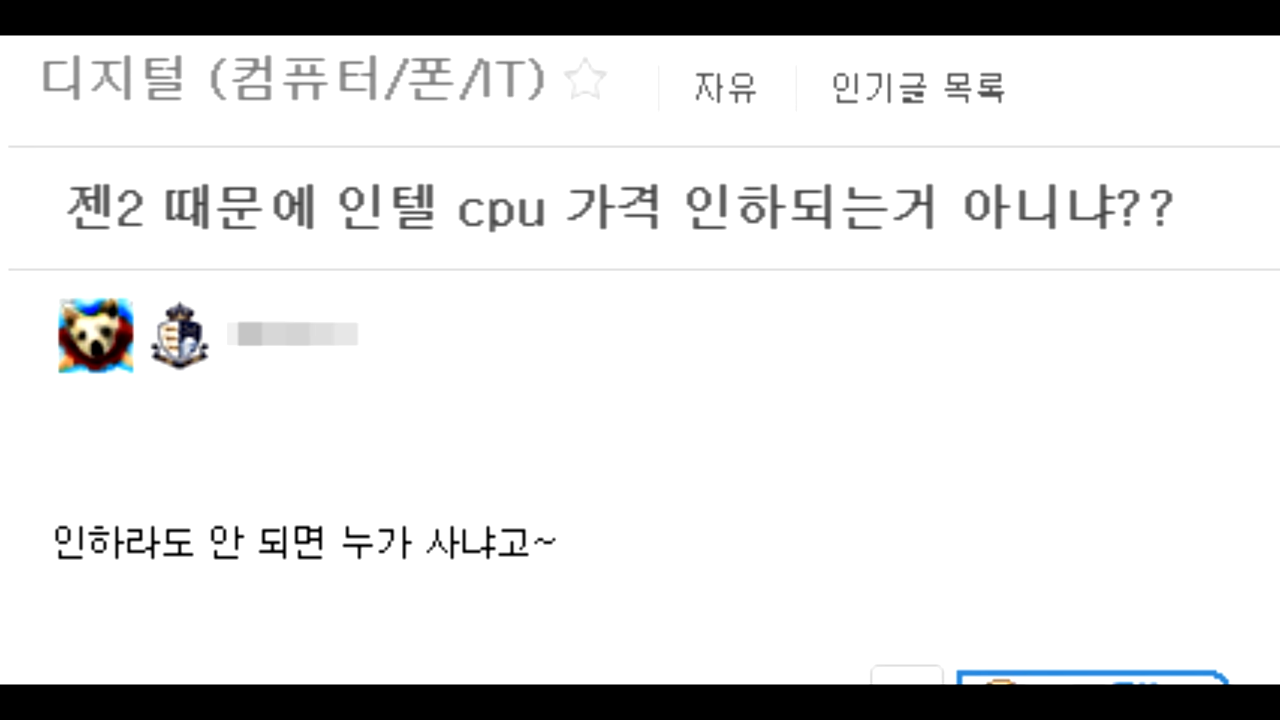 디지털 (컴퓨터/폰/IT) 자유 인기글 목록
젠2 때문에 인텔 cpu 가격 인하되는거 아니냐??
인하라도 안 되면 누가 사냐고~